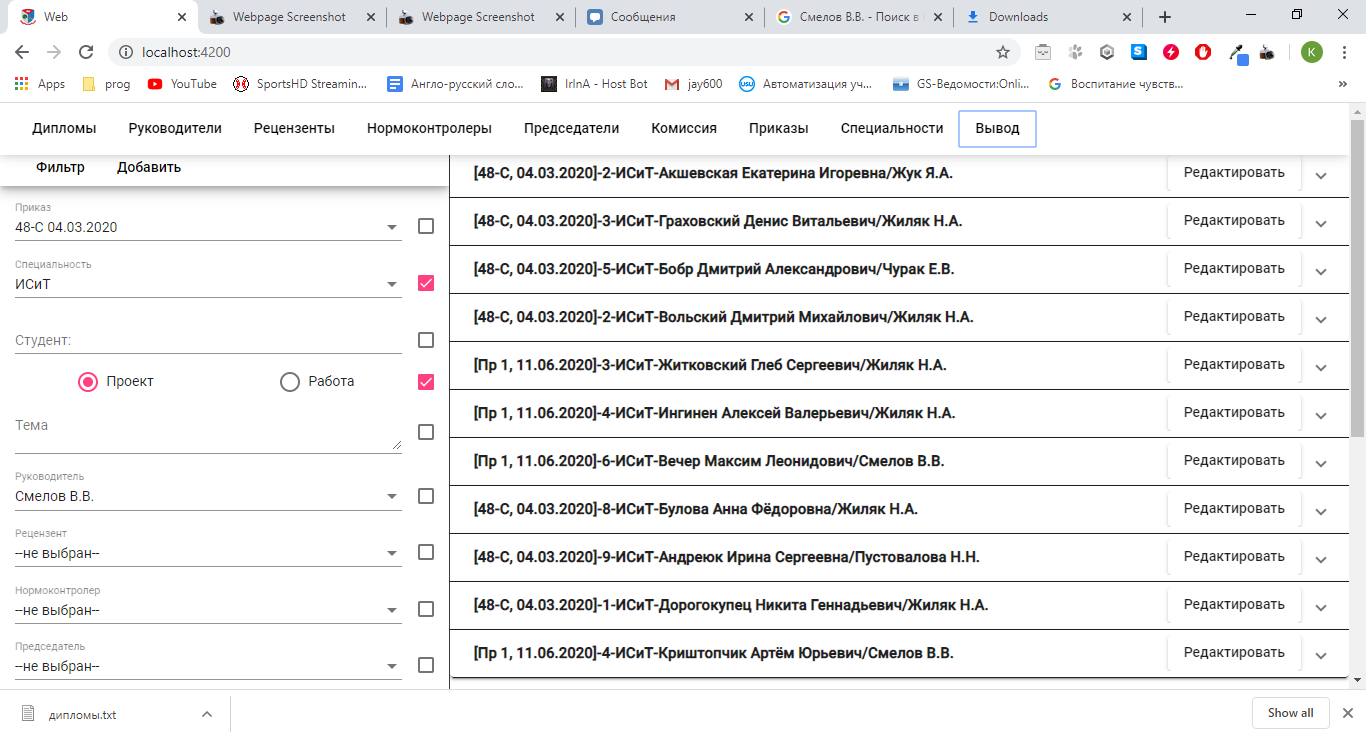 Web
Webpage Screenshot
Webpage Screenshot
Сообщения
Смелов В.В. - Поиск в
Downloads
localhost:4200
K
Apps
prog
YouTube
SportsHD Streamin...
Англо-русский сло...
IrInA - Host Bot
jay600
Автоматизация уч...
GS-Ведомости:Onli...
Воспитание чувств...
»
Дипломы
Руководители
Рецензенты
Нормоконтролеры
Председатели
Комиссия
Приказы
Специальности
Вывод
Фильтр
Добавить
Приказ
48-С 04.03.2020
Специальность
ИСиТ
Студент:
Проект
Работа
Тема
Руководитель
Смелов В.В.
Рецензент
--не выбран--
Нормоконтролер
--не выбран--
Председатель
--не выбран--
[48-С, 04.03.2020]-2-ИСиТ-Акшевская Екатерина Игоревна/Жук Я.А. Редактировать
[48-С, 04.03.2020]-3-ИСиТ-Граховский Денис Витальевич/Жиляк Н.А. Редактировать
[48-С, 04.03.2020]-5-ИСиТ-Бобр Дмитрий Александрович/Чурак Е.В. Редактировать
[48-С, 04.03.2020]-2-ИСиТ-Вольский Дмитрий Михайлович/Жиляк Н.А. Редактировать
[Пр 1, 11.06.2020]-3-ИСиТ-Житковский Глеб Сергеевич/Жиляк Н.А. Редактировать
[Пр 1, 11.06.2020]-4-ИСиТ-Ингинен Алексей Валерьевич/Жиляк Н.А. Редактировать
[Пр 1, 11.06.2020]-6-ИСиТ-Вечер Максим Леонидович/Смелов В.В. Редактировать
[48-С, 04.03.2020]-8-ИСиТ-Булова Анна Фёдоровна/Жиляк Н.А. Редактировать
[48-С, 04.03.2020]-9-ИСиТ-Андреюк Ирина Сергеевна/Пустовалова Н.Н. Редактировать
[48-С, 04.03.2020]-1-ИСиТ-Дорогокупец Никита Геннадьевич/Жиляк Н.А. Редактировать
[Пр 1, 11.06.2020]-4-ИСиТ-Криштопчик Артём Юрьевич/Смелов В.В. Редактировать
дипломы.txt
Show all